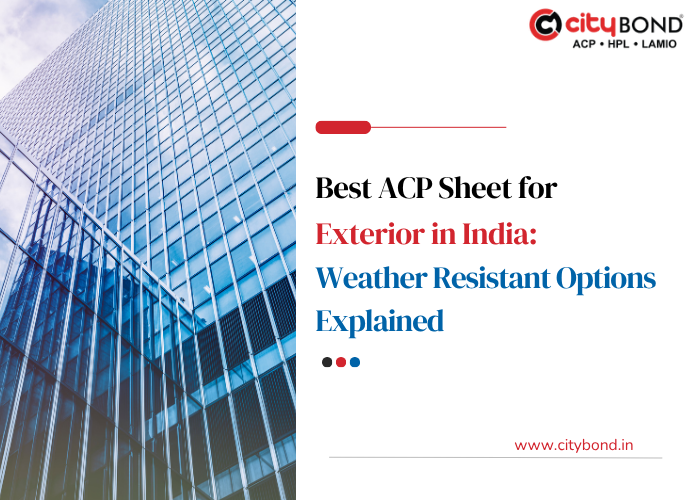 cityBOND
ACP • HPL • LAMIO
Best ACP Sheet for
Exterior in India:
Weather Resistant Options
Explained
www.citybond.in